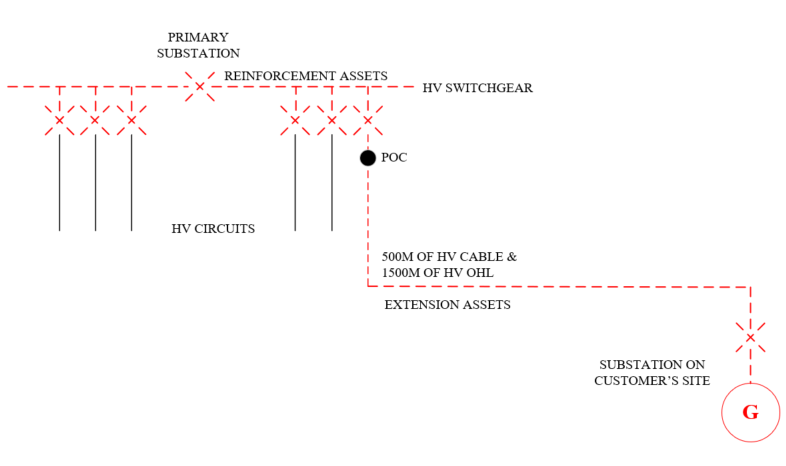 PRIMARY
SUBSTATION
REINFORCEMENT ASSETS
HV SWITCHGEAR
POC
HV CIRCUITS
500M OF HV CABLE &
1500M OF HV OHL
EXTENSION ASSETS
SUBSTATION ON
CUSTOMER'S SITE
G